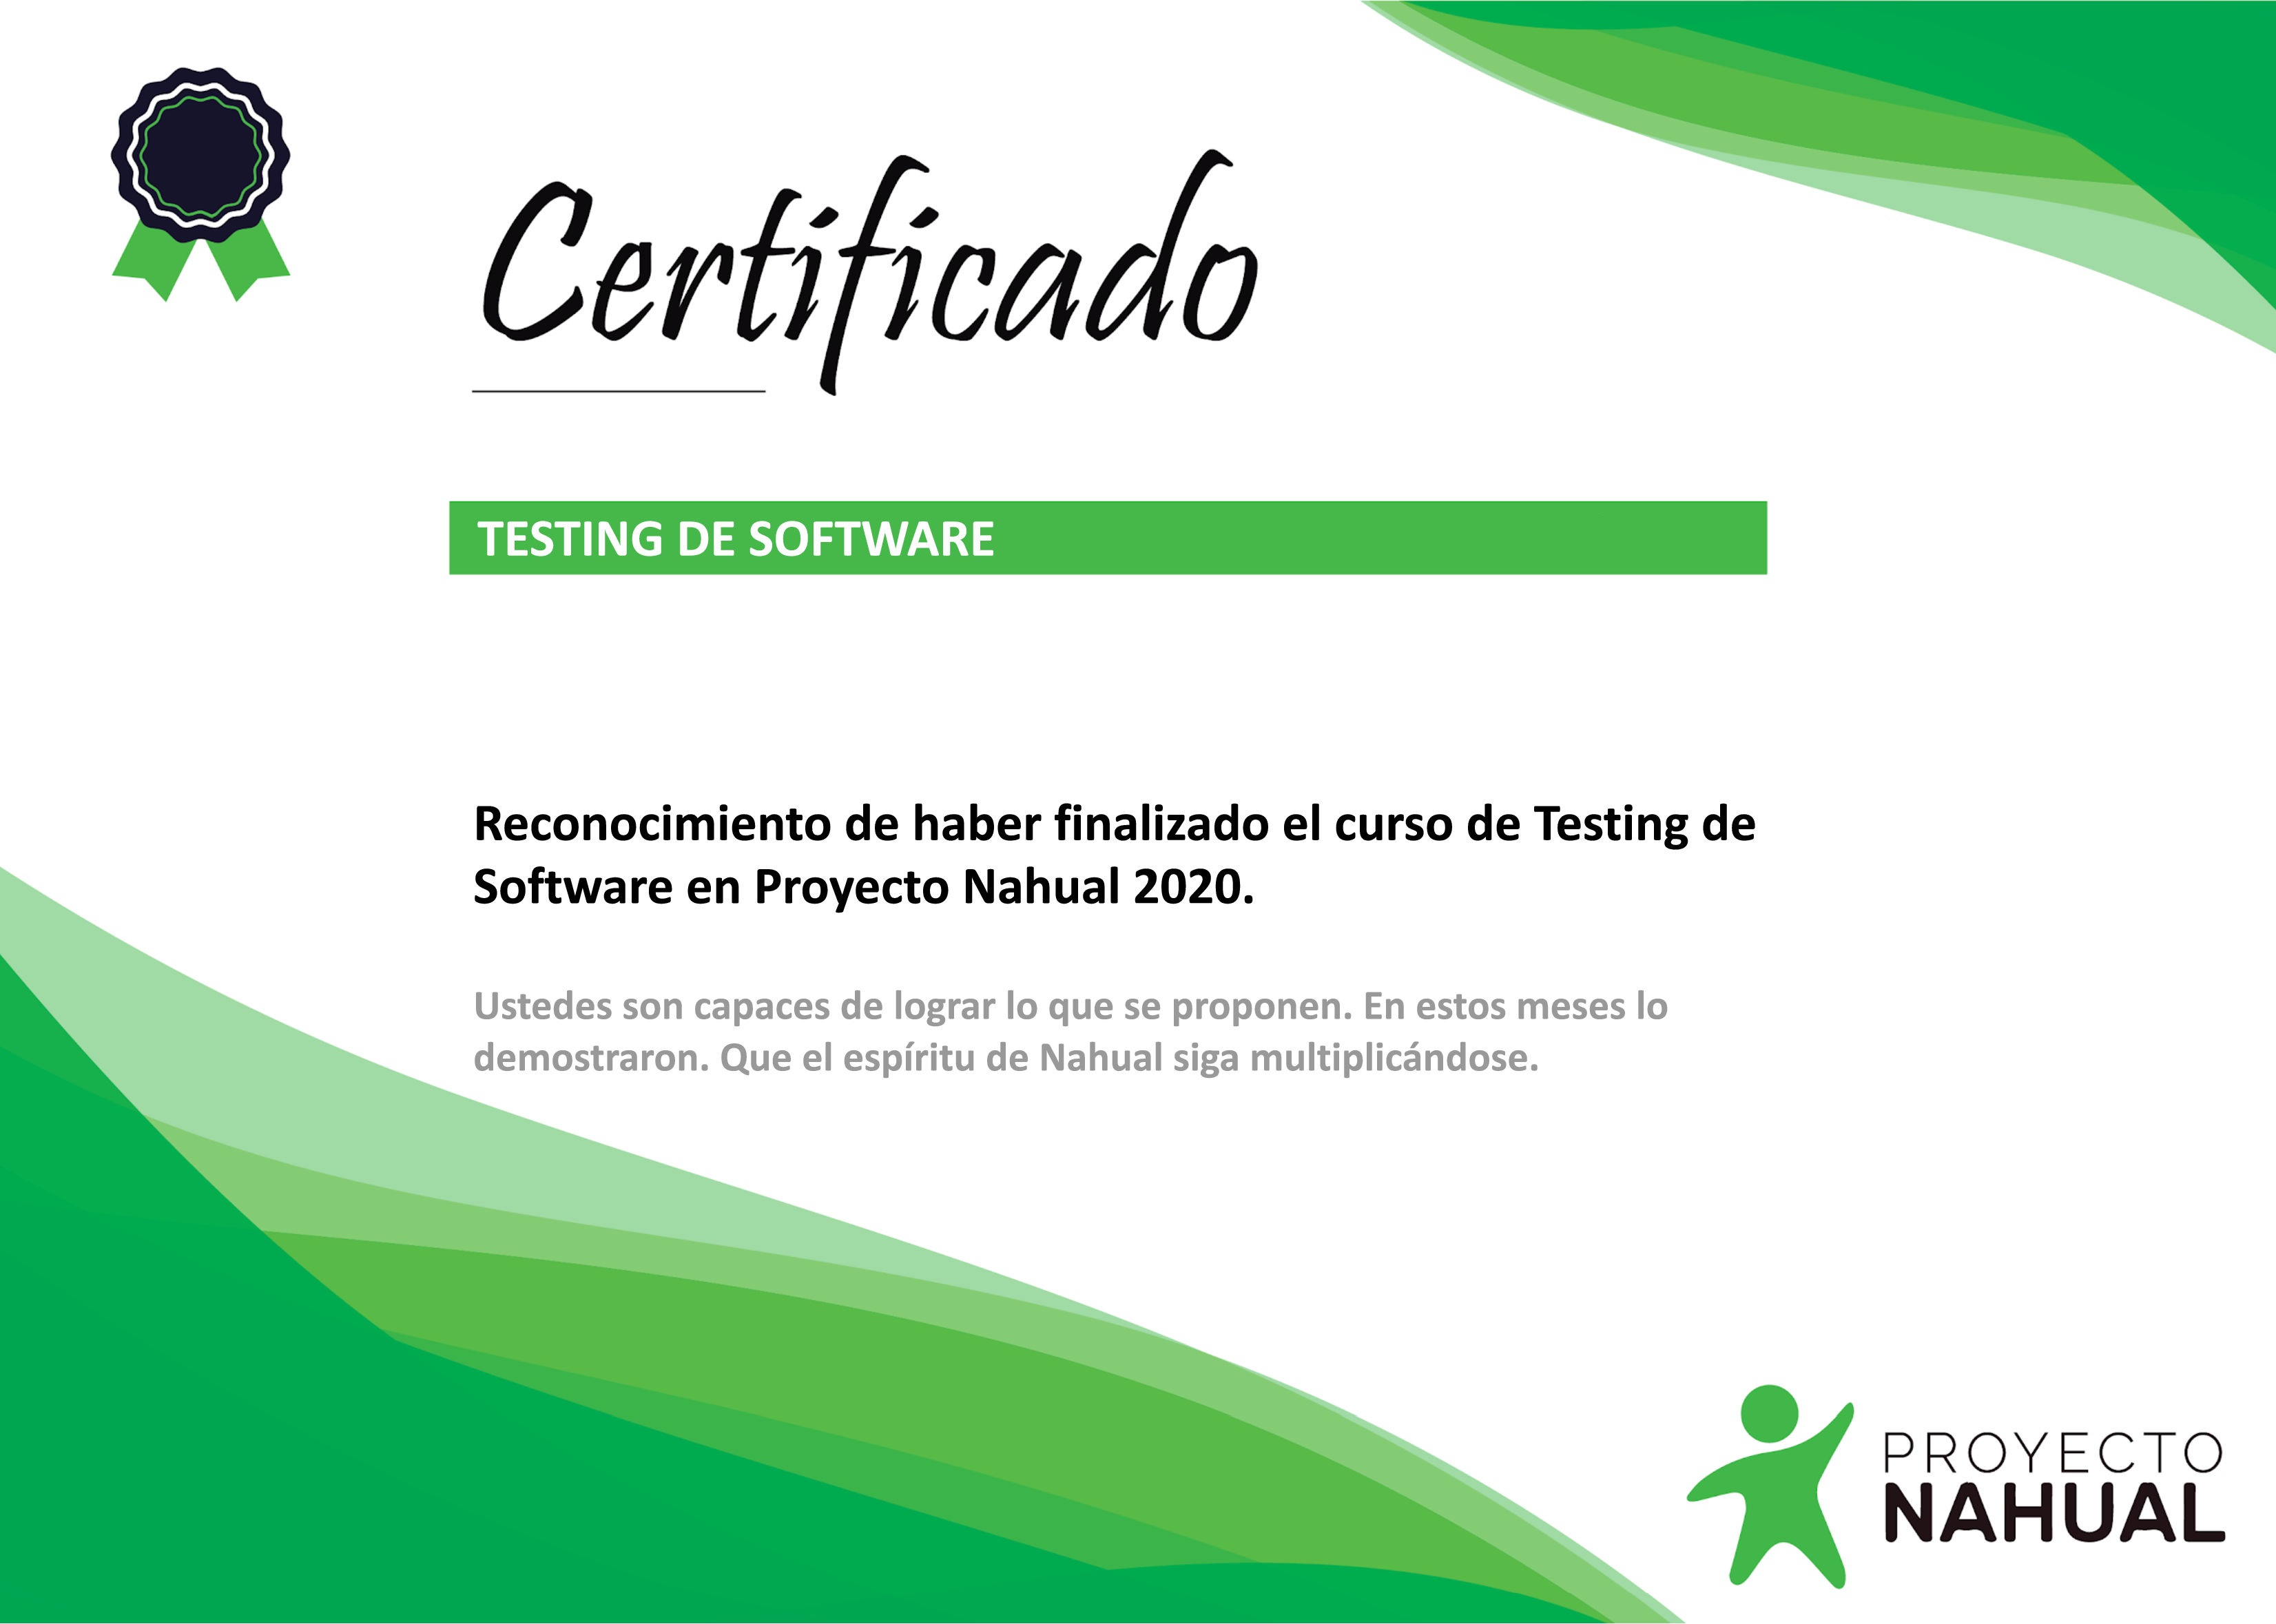 Certificado
TESTING DE SOFTWARE
Reconocimiento de haber finalizado el curso de Testing de
Software en Proyecto Nahual 2020.
Ustedes son capaces de lograr lo que se proponen. En estos meses lo
demostraron. Que el espíritu de Nahual siga multiplicándose.
PROYECTO
NAHUAL